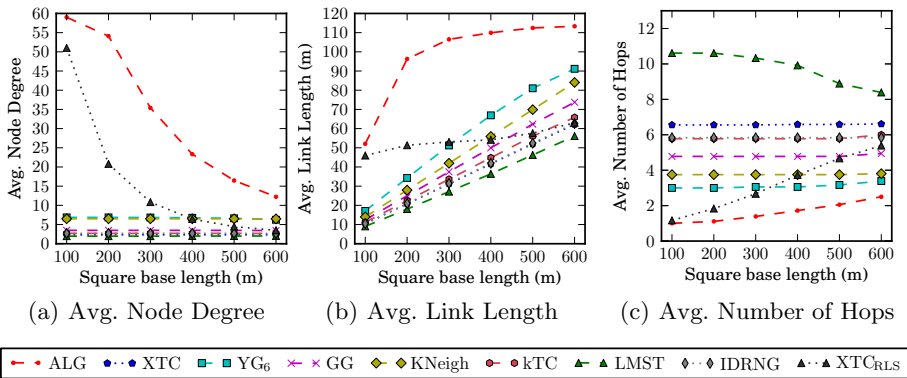 60
55
50
45
40
35
30
25
20
15
10
5
0
Avg. Node Degree
100 200 300 400 500 600
Square base length (m)
(a) Avg. Node Degree
120
110
100
90
80
70
60
50
40
30
20
10
0
Avg. Link Length (m)
100 200 300 400 500 600
Square base length (m)
(b) Avg. Link Length
12
10
8
6
4
2
0
Avg. Number of Hops
100 200 300 400 500 600
Square base length (m)
(c) Avg. Number of Hops
ALG XTC YG6 GG KNeigh kTC LMST IDRNG XTCRLS